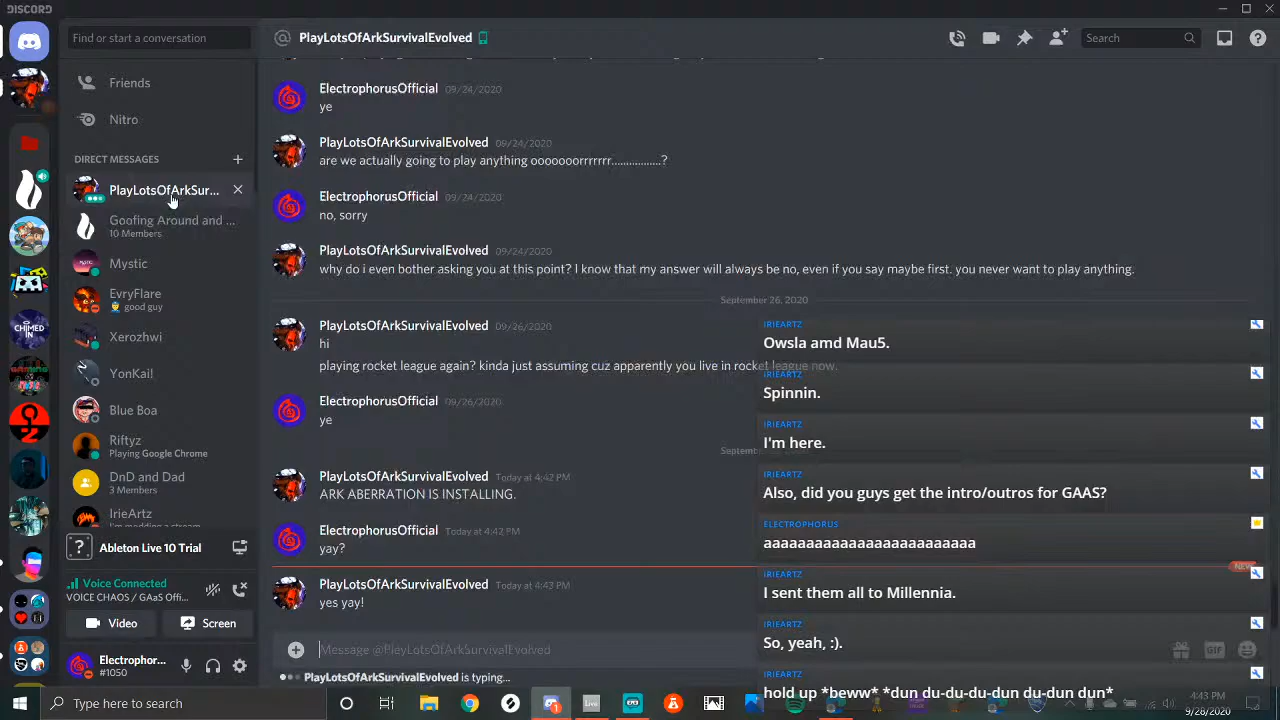 DISCORD
Find or start a conversation
Friends
Nitro
DIRECT MESSAGES
PlayLotsOfArkSur...
Goofing Around and ...
10 Members
Mystic
EvryFlare
good guy
Xerozhwi
YonKai!
Blue Boa
Riftyz
Playing Google Chrome
DnD and Dad
3 Members
IrieArtz
I'm modding a stream
Ableton Live 10 Trial
Voice Connected
VOICE CHAOS / GAaS Offi...
Video
Screen
Electrophor...
#1050
PlayLotsOfArkSurvivalEvolved
Search
ElectrophorusOfficial 09/24/2020
ye
PlayLotsOfArkSurvivalEvolved 09/24/2020
are we actually going to play anything ooooooorrrrrrr................?
ElectrophorusOfficial 09/24/2020
no, sorry
PlayLotsOfArkSurvivalEvolved 09/24/2020
why do i even bother asking you at this point? I know that my answer will always be no, even if you say maybe first. you never want to play anything.
September 26, 2020
PlayLotsOfArkSurvivalEvolved 09/26/2020
hi
playing rocket league again? kinda just assuming cuz apparently you live in rocket league now.
ElectrophorusOfficial 09/26/2020
ye
PlayLotsOfArkSurvivalEvolved Today at 4:42 PM
ARK ABERRATION IS INSTALLING.
ElectrophorusOfficial Today at 4:42 PM
yay?
NEW
PlayLotsOfArkSurvivalEvolved Today at 4:43 PM
yes yay!
Message @PlayLotsOfArkSurvivalEvolved
GIF
PlayLotsOfArkSurvivalEvolved is typing...
IRIEARTZ
Owsla amd Mau5.
IRIEARTZ
Spinnin.
IRIEARTZ
I'm here.
IRIEARTZ
Also, did you guys get the intro/outros for GAAS?
ELECTROPHORUS
aaaaaaaaaaaaaaaaaaaaaaaaa
IRIEARTZ
I sent them all to Millennia.
IRIEARTZ
So, yeah, :).
IRIEARTZ
hold up *beww* *dun du-du-du-dun du-dun dun*
Type here to search
Live
4:43 PM
9/28/2020